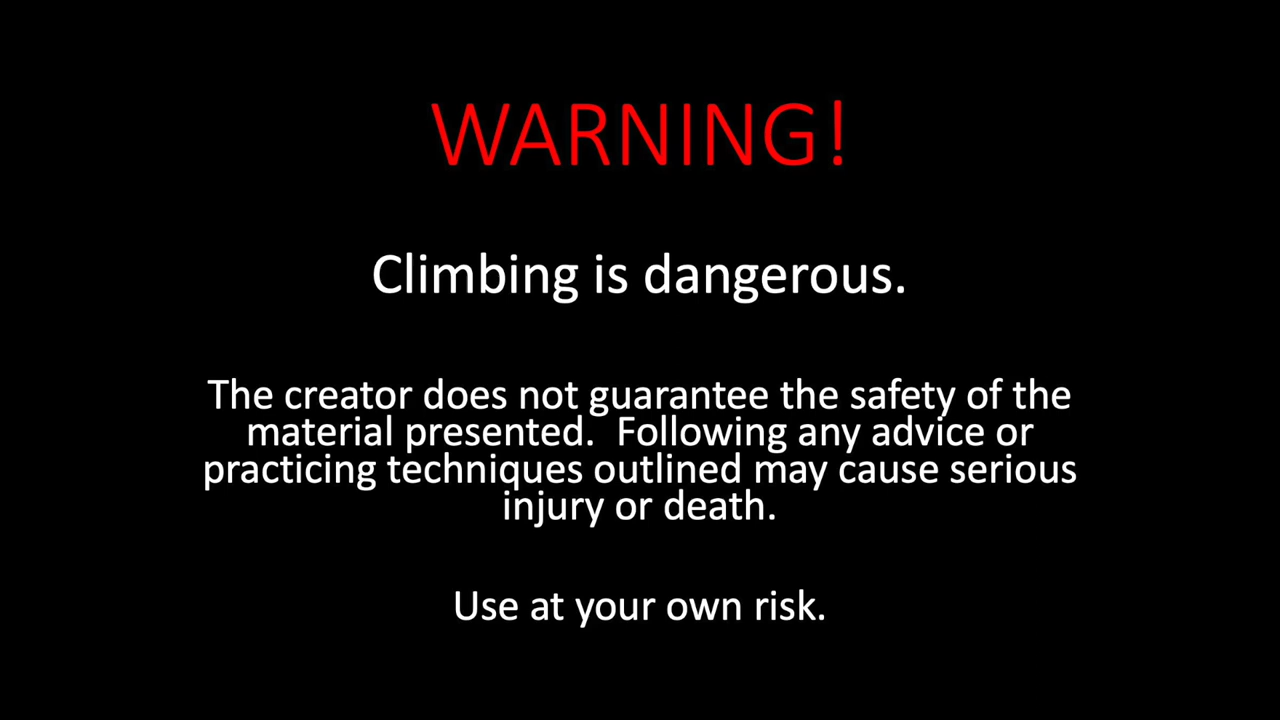 WARNING!
Climbing is dangerous.
The creator does not guarantee the safety of the
material presented.  Following any advice or
practicing techniques outlined may cause serious
injury or death.
Use at your own risk.